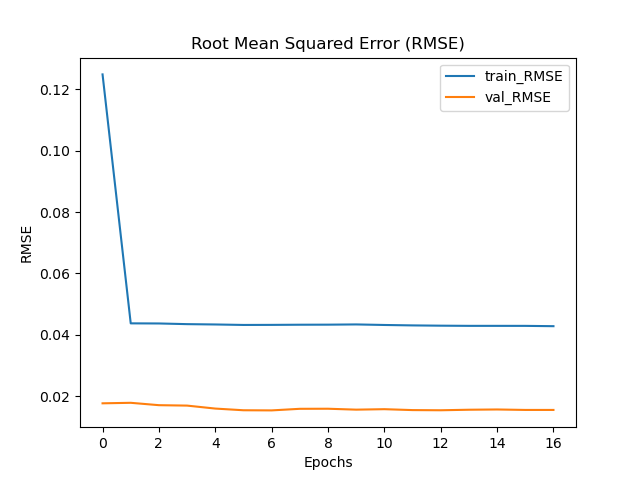 Root Mean Squared Error (RMSE)
train_RMSE
val_RMSE
0.12
0.10
0.08
0.06
0.04
0.02
RMSE
0 2 4 6 8 10 12 14 16
Epochs